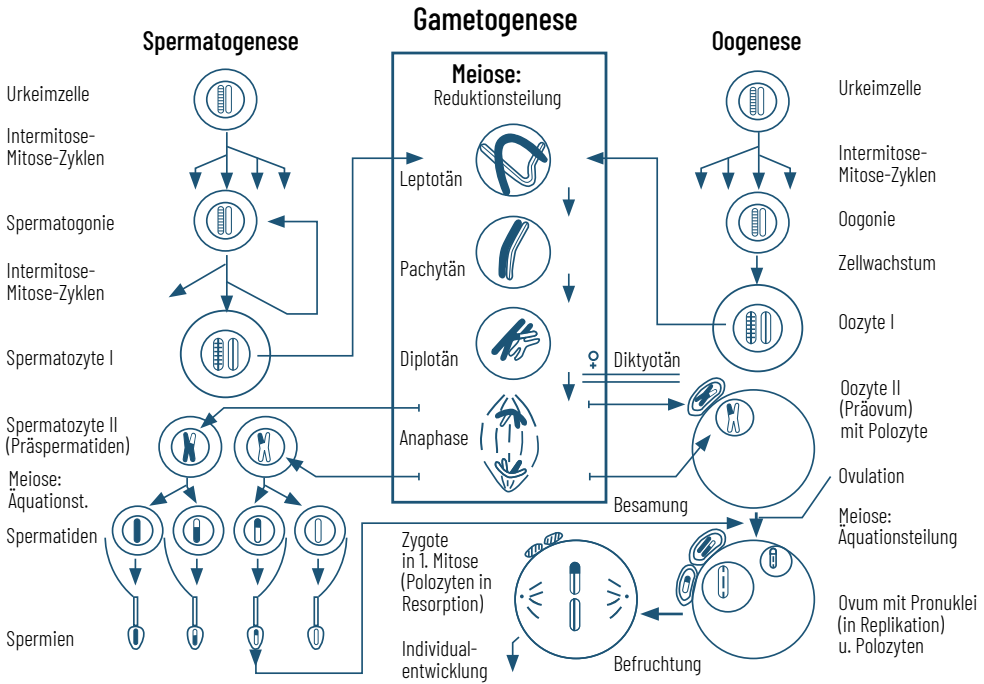 Gametogenese
Spermatogenese
Urkeimzelle
Intermitose-
Mitose-Zyklen
Spermatogonie
Intermitose-
Mitose-Zyklen
Spermatozyte I
Spermatozyte II
(Präspermatiden)
Meiose:
Äquationst.
Spermatiden
Spermien
Meiose:
Reduktionsteilung
Leptotän
Pachytän
Diplotän
Anaphase
♀ Diktyotän
Oogenese
Urkeimzelle
Intermitose-
Mitose-Zyklen
Oogonie
Zellwachstum
Oozyte I
Oozyte II
(Präovum)
mit Polozyte
Ovulation
Meiose:
Äquationsteilung
Ovum mit Pronuklei
(in Replikation)
u. Polozyten
Besamung
Befruchtung
Zygote
in 1. Mitose
(Polozyten in
Resorption)
Individual-
entwicklung